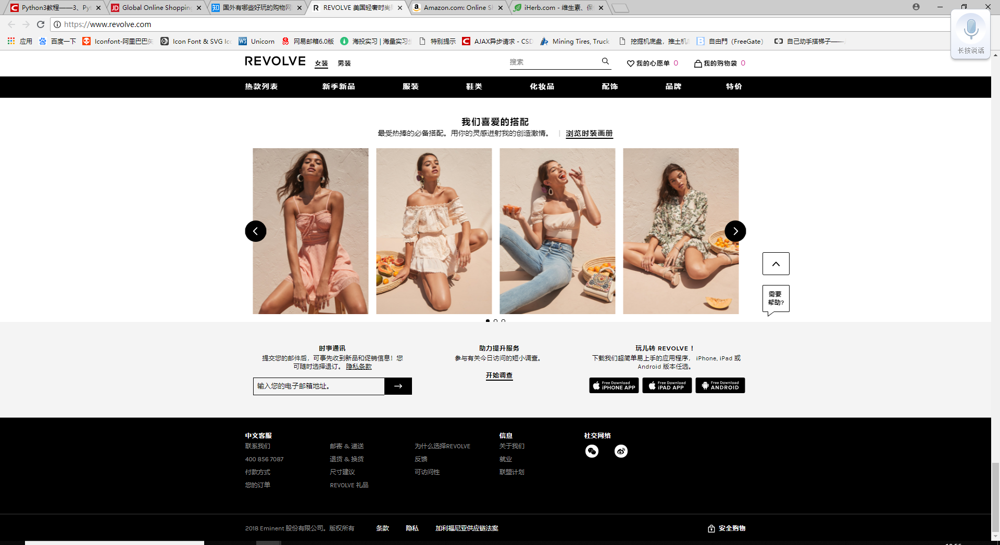 Python3教程——3、Pyt
Global Online Shopping
国外有哪些好玩的购物网
REVOLVE 美国轻奢时尚
Amazon.com: Online Sh
iHerb.com - 维生素、保
https://www.revolve.com
应用
百度一下
Iconfont-阿里巴巴矢
Icon Font & SVG Ic
Unicorn
网易邮箱6.0版
海投实习 | 海量实习生
特别提示
AJAX异步请求 - CSD
Mining Tires, Truck
挖掘机底盘，推土机
自由門（FreeGate）
自己动手搭梯子——
长按说话
REVOLVE
女装
男装
搜索
我的心愿单 0
我的购物袋 0
热款列表
新季新品
服装
鞋类
化妆品
配饰
品牌
特价
我们喜爱的搭配
最受热捧的必备搭配。用你的灵感迸射我的创造激情。 | 浏览时装画册
需要
帮助?
时事通讯
提交您的邮件后，可事先收到新品和促销信息！您
可随时选择退订。 隐私条款
输入您的电子邮箱地址。
助力提升服务
参与有关今日访问的短小调查。
开始调查
玩儿转 REVOLVE！
下载我们超简单易上手的应用程序， iPhone, iPad 或
Android 版本任选。
Free Download
iPHONE APP
Free Download
iPAD APP
Free Download
ANDROID
中文客服
联系我们
400 856 7087
付款方式
您的订单
邮寄 & 递送
退货 & 换货
尺寸建议
REVOLVE 礼品
为什么选择REVOLVE
反馈
可访问性
信息
关于我们
就业
联盟计划
社交网络
2018 Eminent 股份有限公司。版权所有
条款
隐私
加利福尼亚供应链法案
安全购物